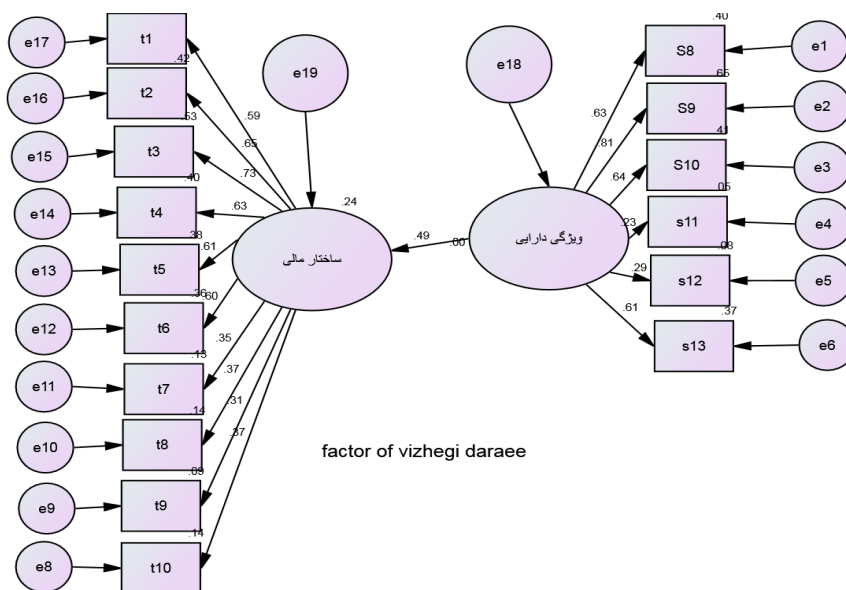 e17
t1
.42
e16
t2
.53
e15
t3
.40
e14
t4
.38
e13
t5
.36
e12
t6
.13
e11
t7
.14
e10
t8
.09
e9
t9
.14
e8
t10
e19
.59
.65
.73
.63
.61
.60
.35
.37
.31
.37
.24
ساختار مالی
.49
.00
e18
ویژگی دارایی
.63
.81
.64
.23
.29
.61
.40
S8
e1
.65
S9
e2
.41
S10
e3
.05
s11
e4
.08
s12
e5
.37
s13
e6
factor of vizhegi daraee